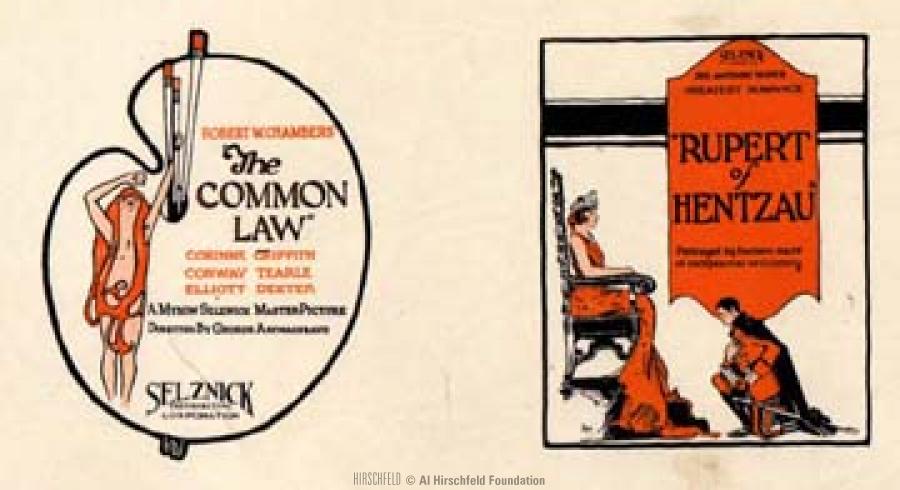 ROBERT W. CHAMBERS
"The
COMMON
LAW"
CORINNE GRIFFITH
CONWAY TEARLE
ELLIOTT DEXTER
A MYRON SELZNICK MASTER PICTURE
DIRECTED BY GEORGE ARCHAINBAUD
SELZNICK
DISTRIBUTING
CORPORATION
SELZNICK
GREATEST ROMANCE
"RUPERT
of
HENTZAU"
HIRSCHFELD © Al Hirschfeld Foundation